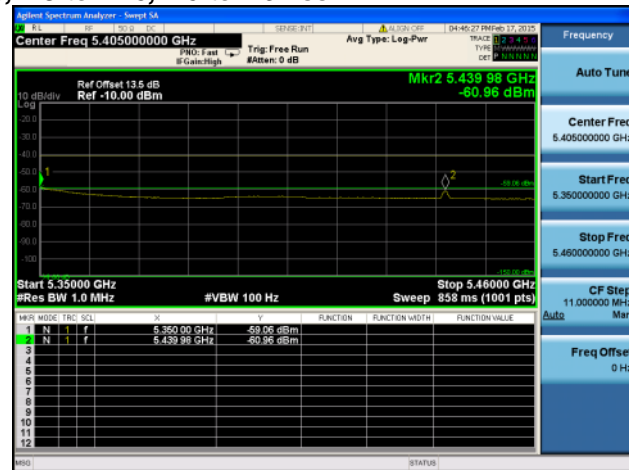 Agilent Spectrum Analyzer - Swept SA
RL RF 50 Ω DC SENSE:INT ALIGN OFF 04:46:27 PM Feb 17, 2015
Center Freq 5.405000000 GHz
PNO: Fast
IFGain:High
Trig: Free Run
#Atten: 0 dB
Avg Type: Log-Pwr
TRACE 1 2 3 4 5
TYPE
DET P N N N N N
Frequency
Auto Tune
Ref Offset 13.5 dB
10 dB/div Ref -10.00 dBm
Log
Mkr2 5.439 98 GHz
-60.96 dBm
-20.0
-30.0
-40.0
-50.0
-60.0
-70.0
-80.0
-90.0
-100
1
2
-59.06 dBm
Center Freq
5.405000000 GHz
Start Freq
5.350000000 GHz
Stop Freq
5.460000000 GHz
Start 5.35000 GHz Stop 5.46000 GHz
#Res BW 1.0 MHz #VBW 100 Hz Sweep 858 ms (1001 pts)
CF Step
11.000000 MHz
Auto Man
MKR MODE TRC SCL X Y FUNCTION FUNCTION WIDTH FUNCTION VALUE
1 N 1 f 5.350 00 GHz -59.06 dBm
2 N 1 f 5.439 98 GHz -60.96 dBm
3
4
5
6
7
8
9
10
11
12
Freq Offset
0 Hz
MSG STATUS